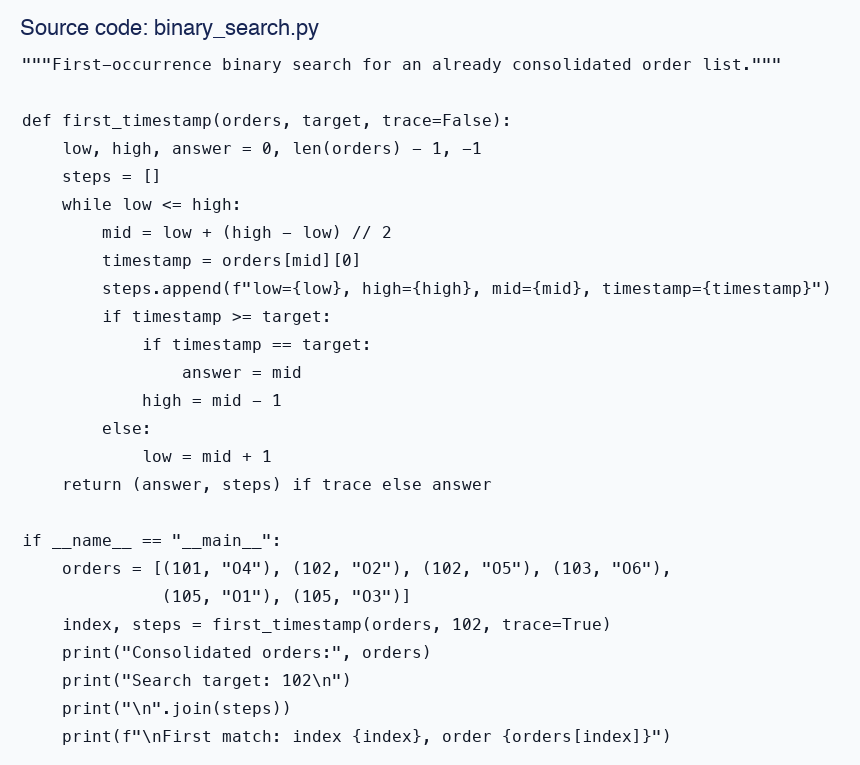 Source code: binary_search.py
"""First-occurrence binary search for an already consolidated order list."""

def first_timestamp(orders, target, trace=False):
    low, high, answer = 0, len(orders) - 1, -1
    steps = []
    while low <= high:
        mid = low + (high - low) // 2
        timestamp = orders[mid][0]
        steps.append(f"low={low}, high={high}, mid={mid}, timestamp={timestamp}")
        if timestamp >= target:
            if timestamp == target:
                answer = mid
            high = mid - 1
        else:
            low = mid + 1
    return (answer, steps) if trace else answer

if __name__ == "__main__":
    orders = [(101, "O4"), (102, "O2"), (102, "O5"), (103, "O6"),
              (105, "O1"), (105, "O3")]
    index, steps = first_timestamp(orders, 102, trace=True)
    print("Consolidated orders:", orders)
    print("Search target: 102\n")
    print("\n".join(steps))
    print(f"\nFirst match: index {index}, order {orders[index]}")